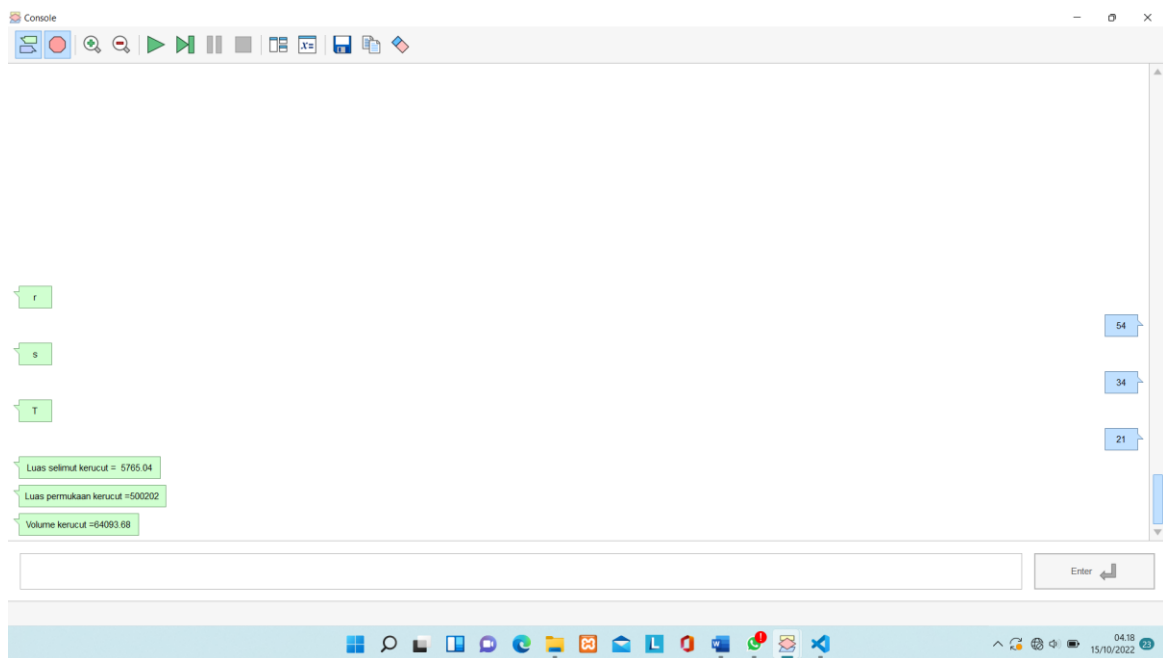 Console
x=
r
54
s
34
T
21
Luas selimut kerucut = 5765.04
Luas permukaan kerucut =500202
Volume kerucut =64093.68
Enter
04.18
15/10/2022
23